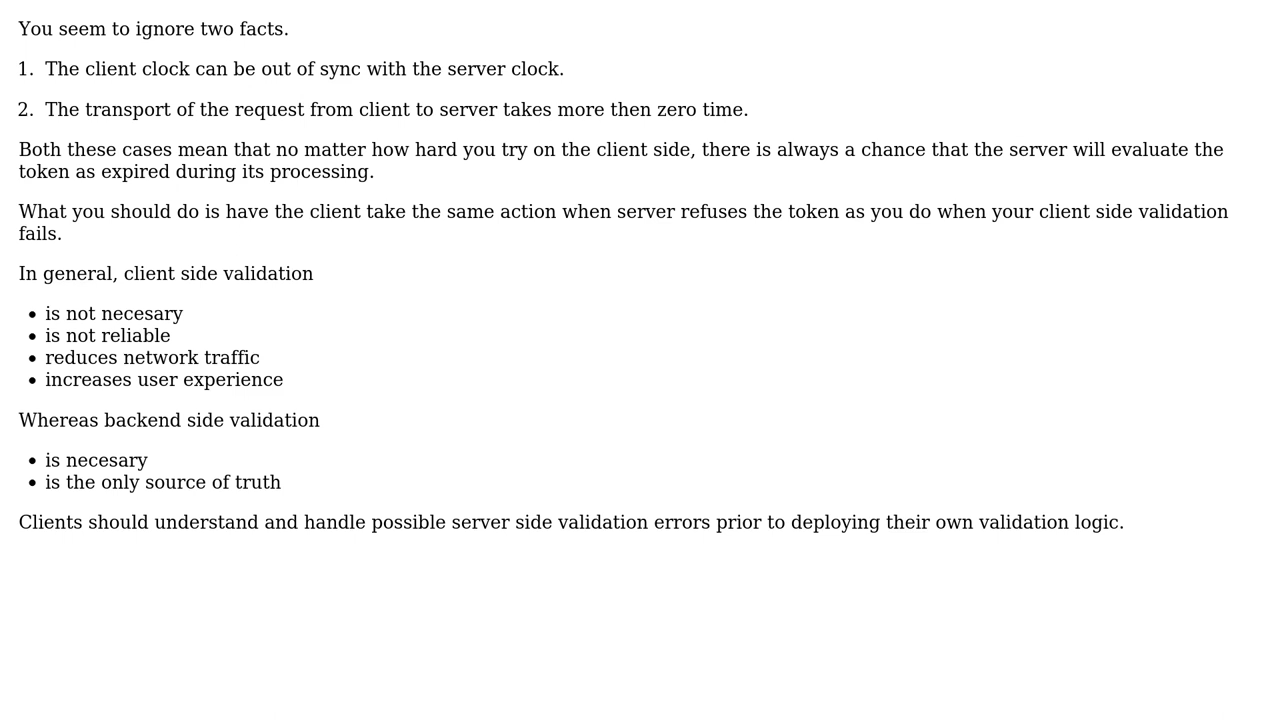 You seem to ignore two facts.
1. The client clock can be out of sync with the server clock.
2. The transport of the request from client to server takes more then zero time.
Both these cases mean that no matter how hard you try on the client side, there is always a chance that the server will evaluate the
token as expired during its processing.
What you should do is have the client take the same action when server refuses the token as you do when your client side validation
fails.
In general, client side validation
• is not necesary
• is not reliable
• reduces network traffic
• increases user experience
Whereas backend side validation
• is necesary
• is the only source of truth
Clients should understand and handle possible server side validation errors prior to deploying their own validation logic.